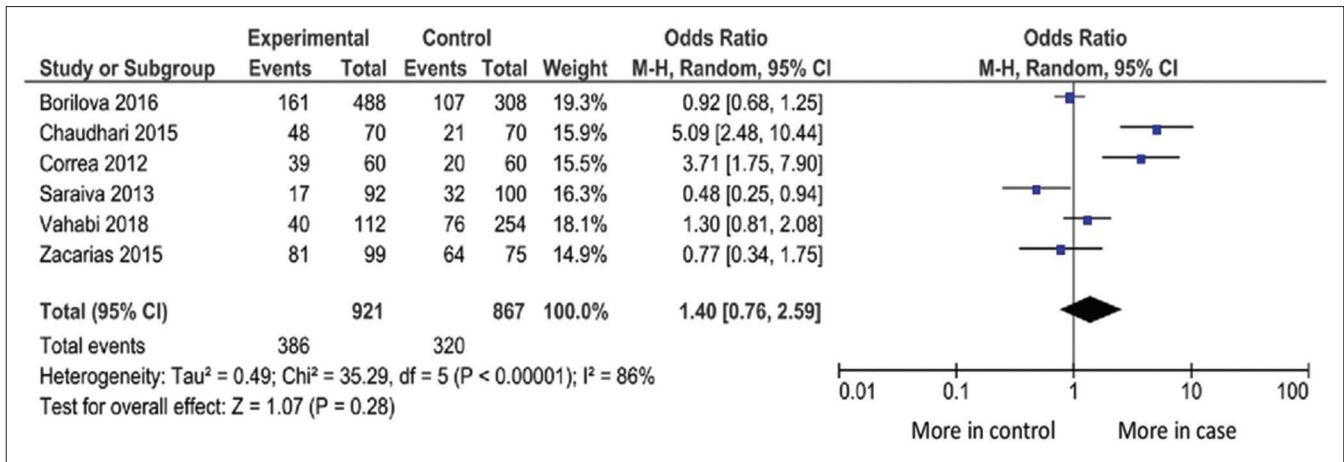 Experimental Control Odds Ratio Odds Ratio
Study or Subgroup Events Total Events Total Weight M-H, Random, 95% CI M-H, Random, 95% CI
Borilova 2016 161 488 107 308 19.3% 0.92 [0.68, 1.25]
Chaudhari 2015 48 70 21 70 15.9% 5.09 [2.48, 10.44]
Correa 2012 39 60 20 60 15.5% 3.71 [1.75, 7.90]
Saraiva 2013 17 92 32 100 16.3% 0.48 [0.25, 0.94]
Vahabi 2018 40 112 76 254 18.1% 1.30 [0.81, 2.08]
Zacarias 2015 81 99 64 75 14.9% 0.77 [0.34, 1.75]
Total (95% CI) 921 867 100.0% 1.40 [0.76, 2.59]
Total events 386 320
Heterogeneity: Tau² = 0.49; Chi² = 35.29, df = 5 (P < 0.00001); I² = 86%
Test for overall effect: Z = 1.07 (P = 0.28)
0.01 0.1 1 10 100
More in control More in case